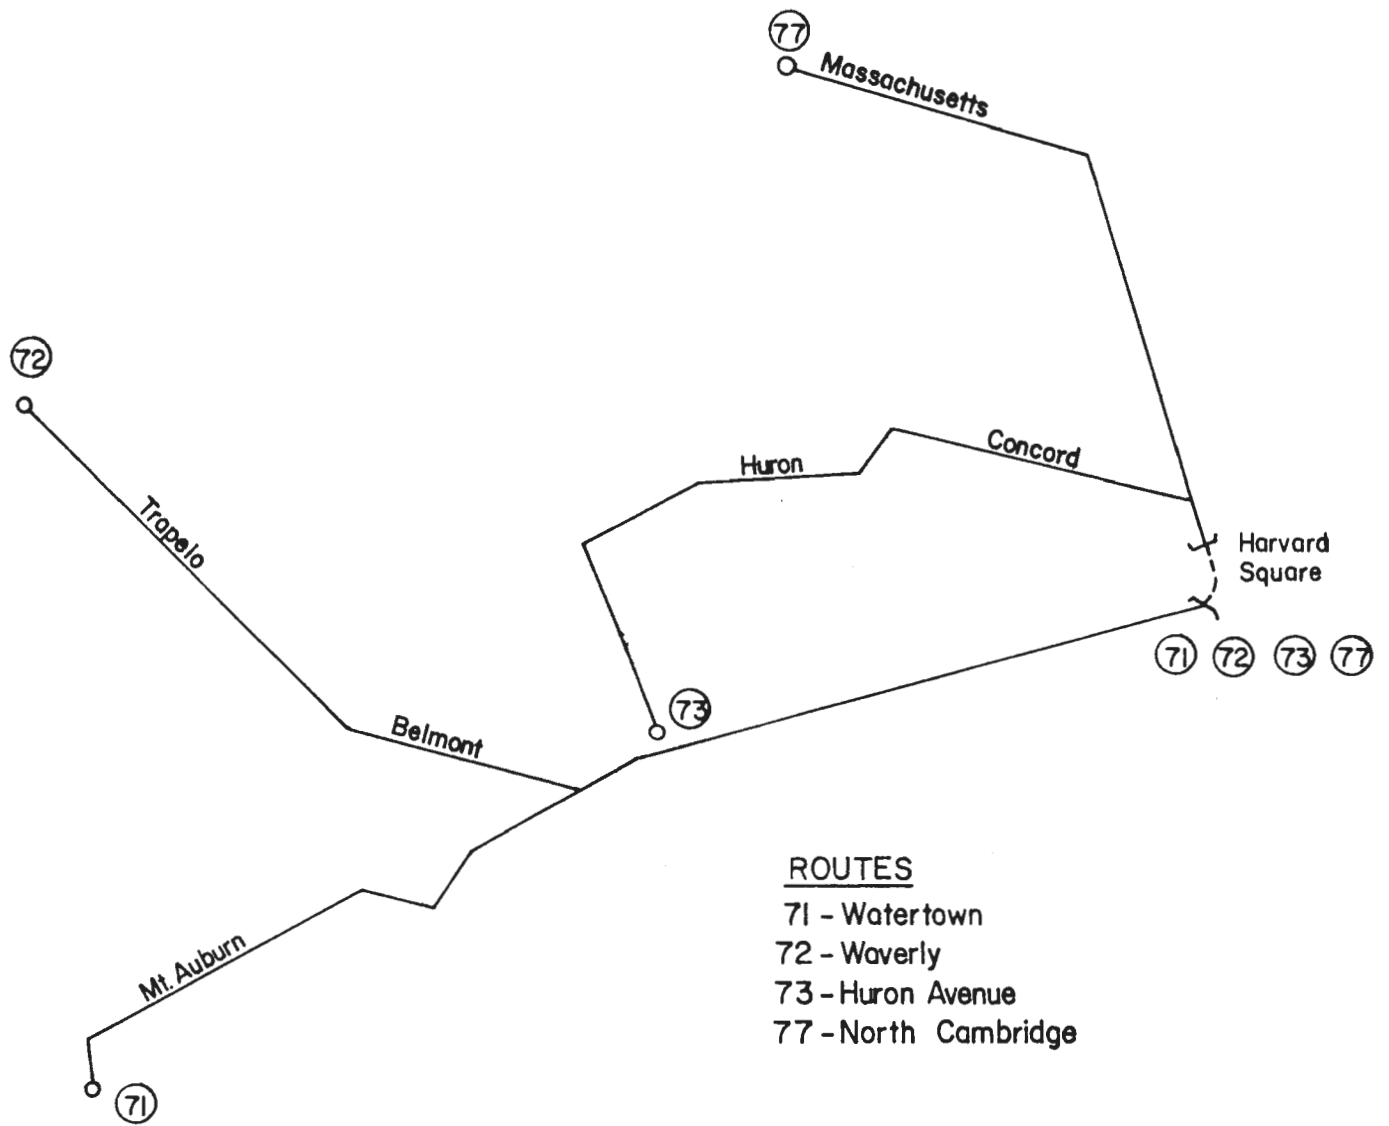 77
Massachusetts
72
Trapelo
Huron
Concord
Harvard
Square
71 72 73 77
73
Belmont
Mt. Auburn
71
ROUTES
71 - Watertown
72 - Waverly
73 - Huron Avenue
77 - North Cambridge